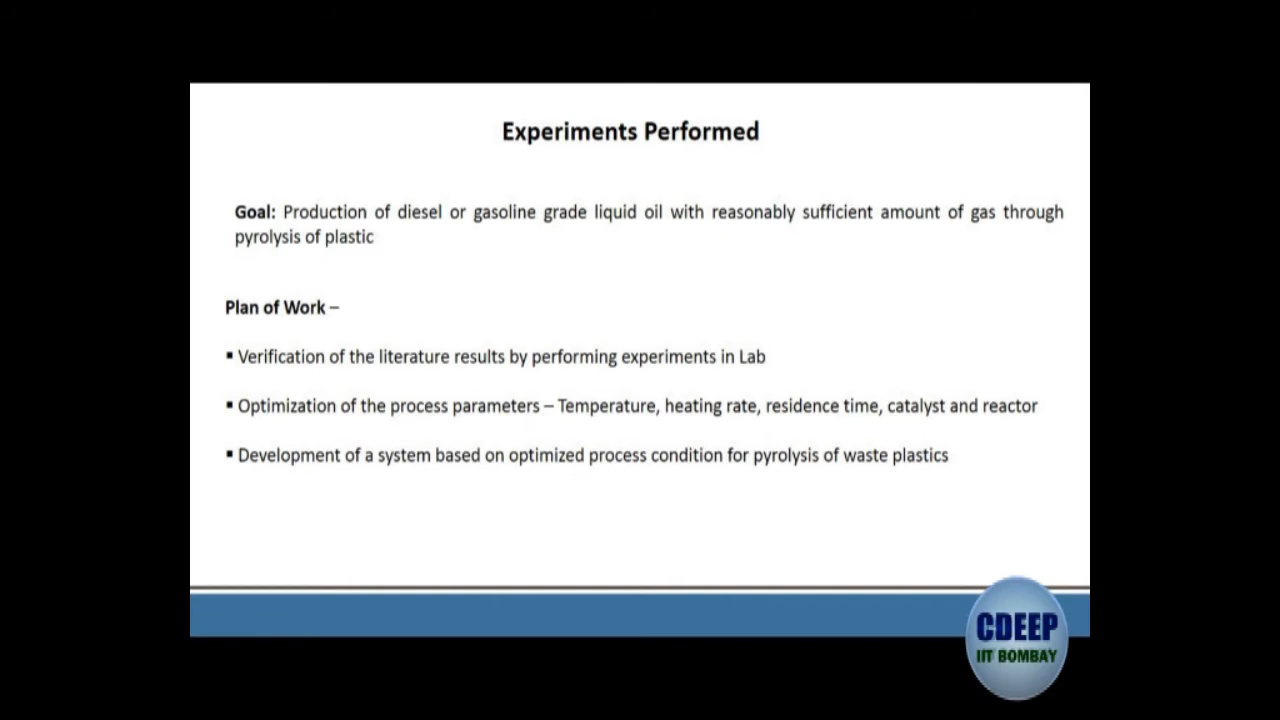 Experiments Performed
Goal: Production of diesel or gasoline grade liquid oil with reasonably sufficient amount of gas through
pyrolysis of plastic
Plan of Work –
▪ Verification of the literature results by performing experiments in Lab
▪ Optimization of the process parameters – Temperature, heating rate, residence time, catalyst and reactor
▪ Development of a system based on optimized process condition for pyrolysis of waste plastics
CDEEP
IIT BOMBAY